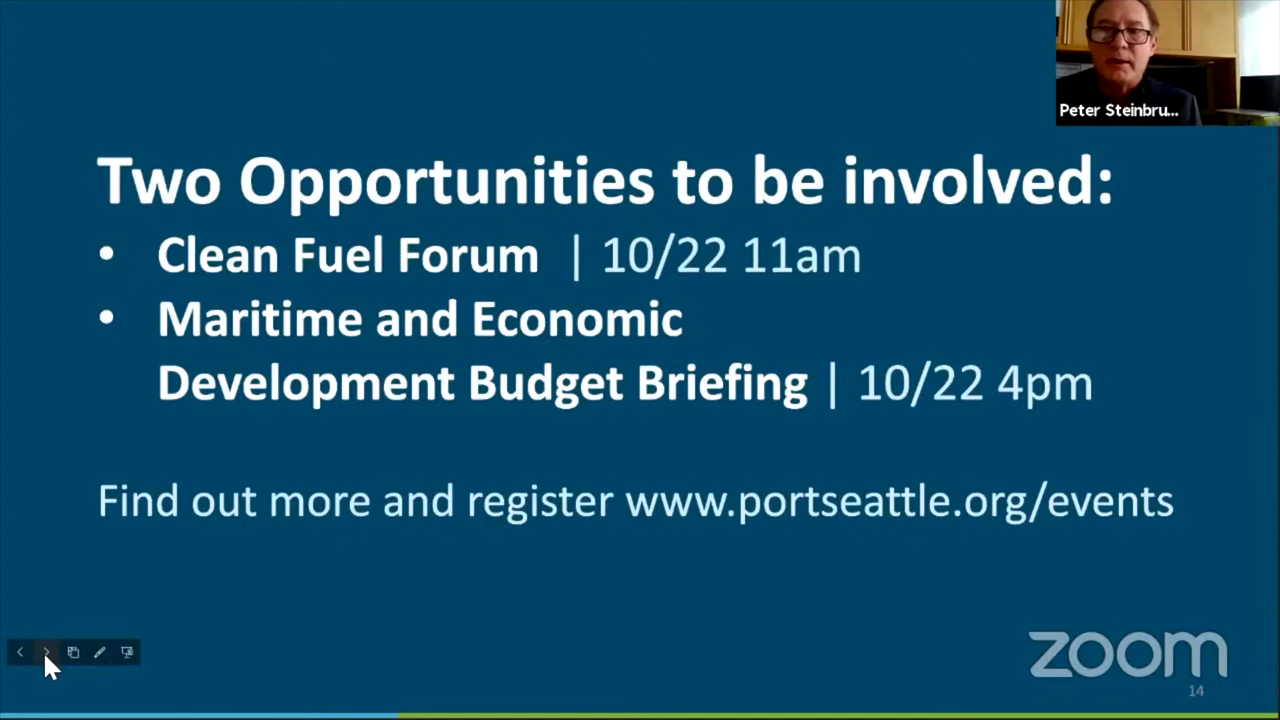 Peter Steinbru...
Two Opportunities to be involved:
• Clean Fuel Forum | 10/22 11am
• Maritime and Economic
Development Budget Briefing | 10/22 4pm
Find out more and register www.portseattle.org/events
zoom
14